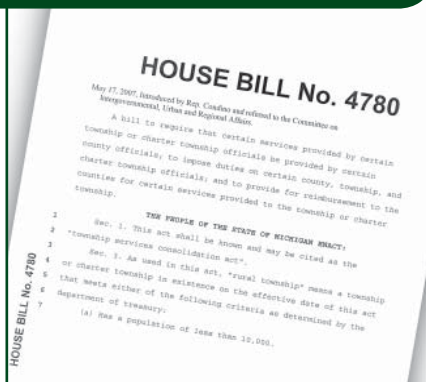 HOUSE BILL No. 4780
May 17, 2007, Introduced by Rep. Condino and referred to the Committee on
Intergovernmental, Urban and Regional Affairs.
A bill to require that certain services provided by certain
township or charter township officials be provided by certain
county officials; to impose duties on certain county, township, and
charter township officials; and to provide for reimbursement to the
counties for certain services provided to the township or charter
township.
THE PEOPLE OF THE STATE OF MICHIGAN ENACT:
1 Sec. 1. This act shall be known and may be cited as the
2 "township services consolidation act".
3 Sec. 3. As used in this act, "rural township" means a township
4 or charter township in existence on the effective date of this act
5 that meets either of the following criteria as determined by the
6 department of treasury:
7 (a) Has a population of less than 10,000.
HOUSE BILL No. 4780